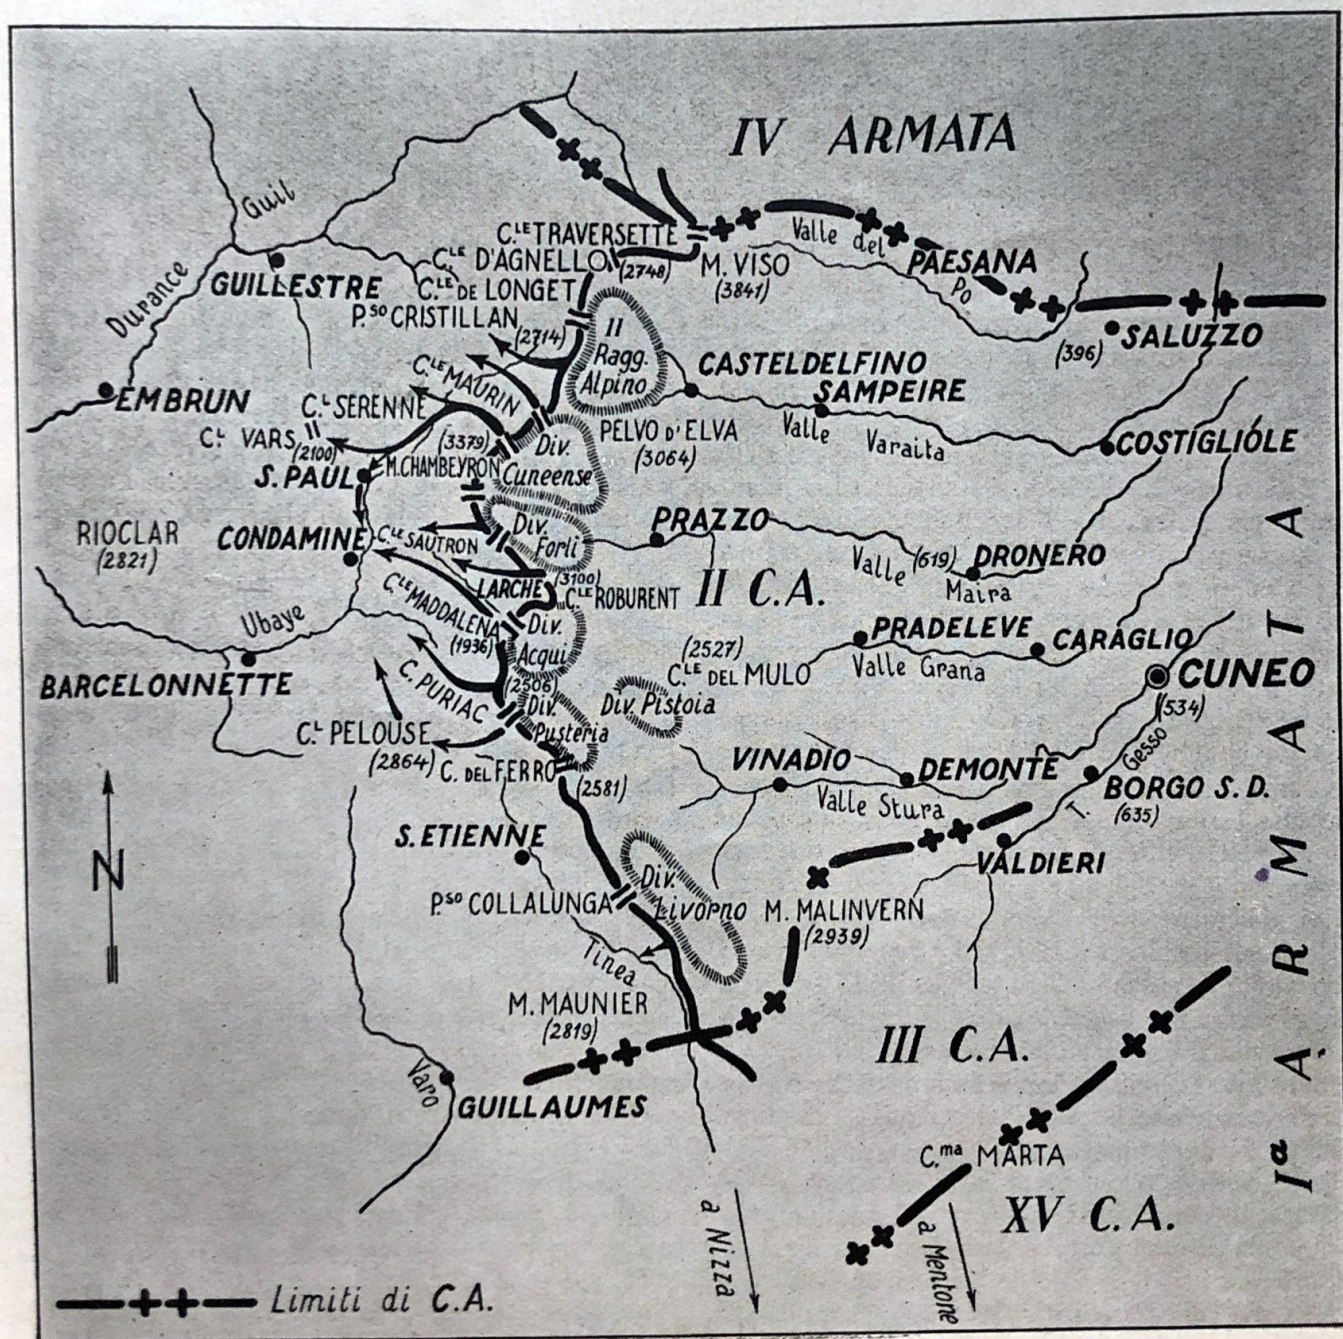 IV ARMATA
Guil
Durance
GUILLESTRE
C.LE TRAVERSETTE
C.LE D'AGNELLO
(2748)
C.LE DE LONGET
P.SO CRISTILLAN
(2714)
M. VISO
(3841)
Valle del
Po
PAESANA
SALUZZO
(396)
II
Ragg.
Alpino
CASTELDELFINO
SAMPEIRE
Valle Varaita
COSTIGLIOLE
EMBRUN
C.LE MAURIN
C.L SERENNE
C.L VARS
(2100)
(3379)
M. CHAMBEYRON
S. PAUL
Div.
Cuneense
PELVO D'ELVA
(3064)
RIOCLAR
(2821)
CONDAMINE
C.LE SAUTRON
Div.
Forlì
PRAZZO
Valle Maira
(619)
DRONERO
LARCHE
(3100)
C.LE ROBURENT
II C.A.
C.LE MADDALENA
(1936)
Div.
Acqui
Ubaye
BARCELONNETTE
(2527)
C.LE DEL MULO
PRADELEVE
Valle Grana
CARAGLIO
CUNEO
(534)
C. PURIAC
(2506)
Div.
Pusteria
Div. Pistoia
C.L PELOUSE
(2864)
C. DEL FERRO
(2581)
VINADIO
Valle Stura
DEMONTE
T. Gesso
BORGO S. D.
(635)
VALDIERI
N
S. ETIENNE
P.SO COLLALUNGA
Div.
Livorno
M. MALINVERN
(2939)
Tinea
M. MAUNIER
(2819)
III C.A.
Varo
GUILLAUMES
C.ma MARTA
XV C.A.
Ia ARMATA
a Nizza
a Mentone
Limiti di C.A.